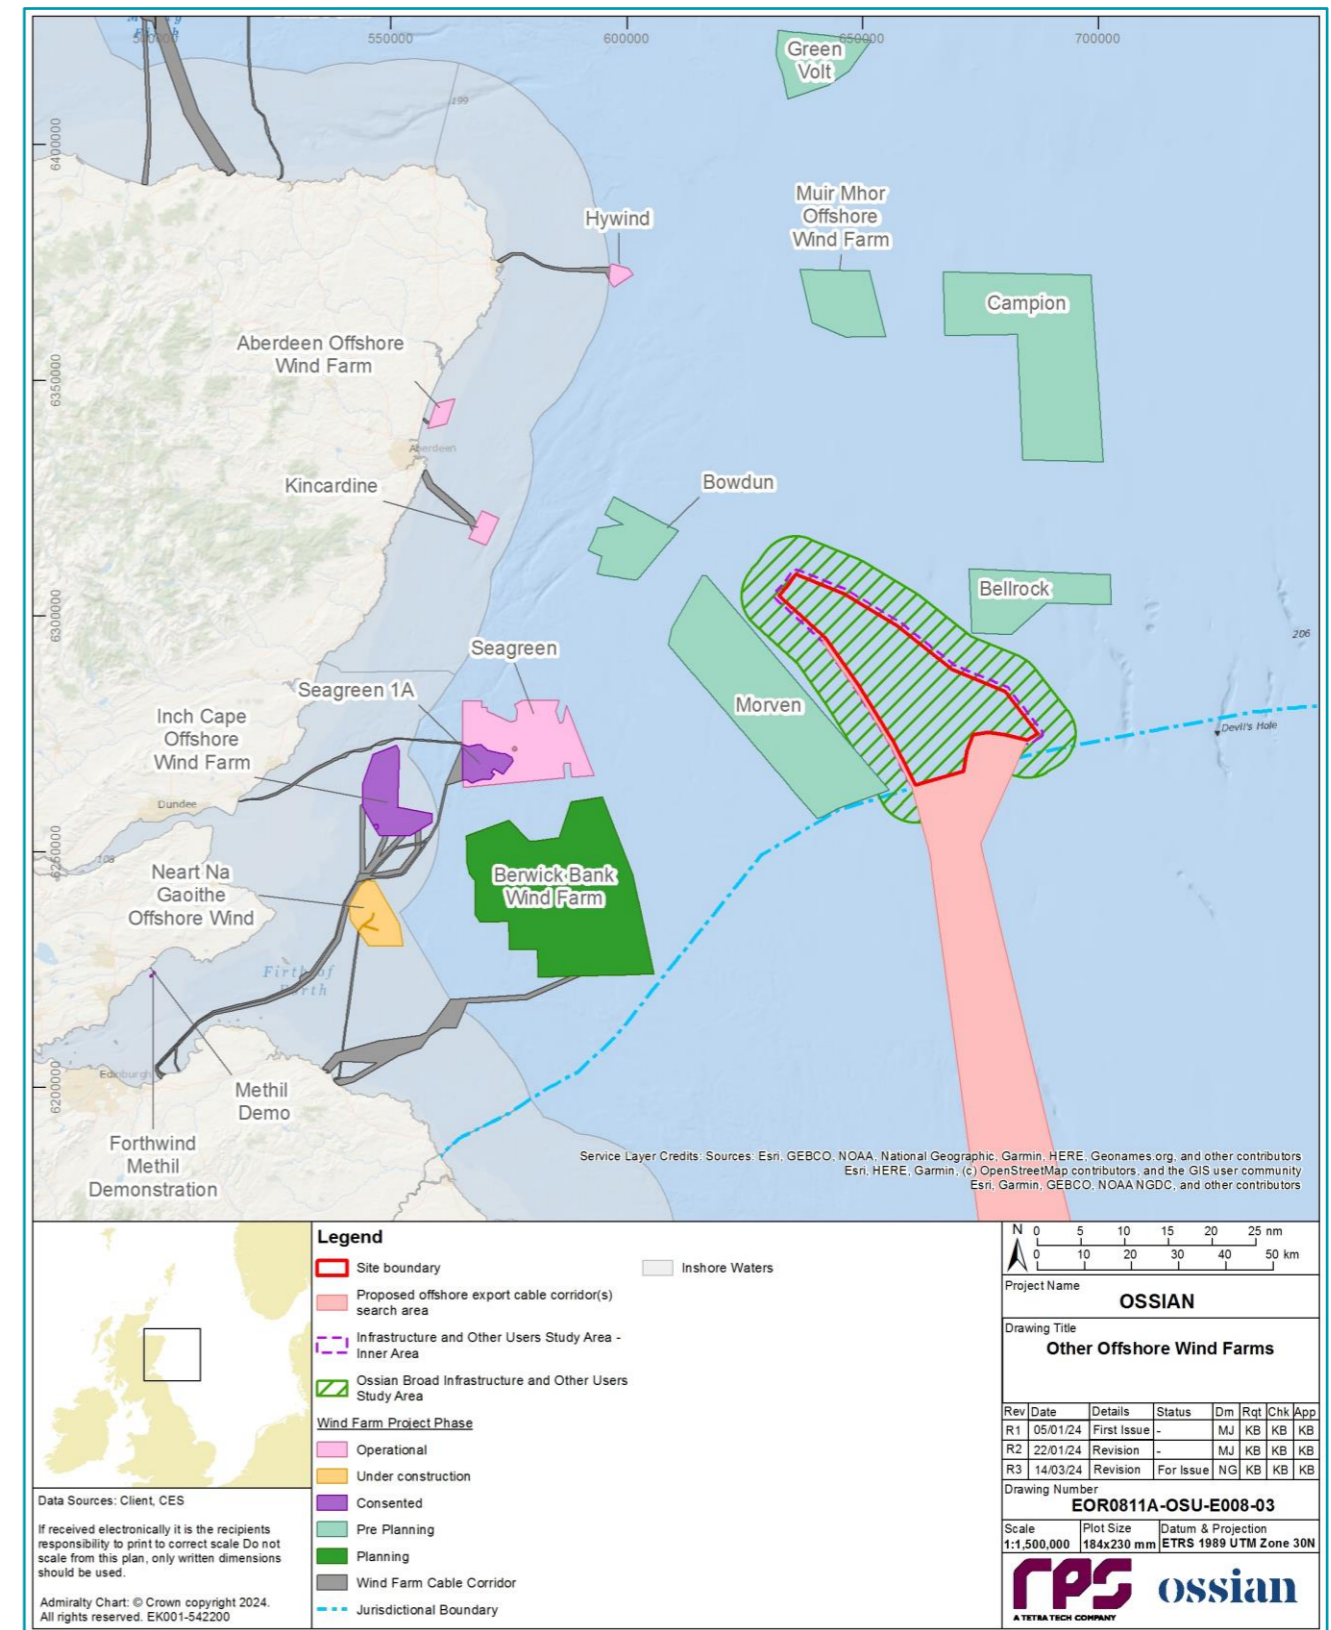 Moray
Firth
500000
550000
600000
650000
700000
Green
Volt
199
6400000
Muir Mhor
Offshore
Wind Farm
Hywind
Campion
Aberdeen Offshore
Wind Farm
6350000
Aberdeen
Kincardine
Bowdun
Bellrock
6300000
206
Seagreen
Seagreen 1A
Morven
Inch Cape
Offshore
Wind Farm
Devil's Hole
Dundee
108
6250000
Neart Na
Gaoithe
Offshore Wind
Berwick Bank
Wind Farm
Firth of
Forth
Edinburgh
6200000
Methil
Demo
Forthwind
Methil
Demonstration
Service Layer Credits: Sources: Esri, GEBCO, NOAA, National Geographic, Garmin, HERE, Geonames.org, and other contributors
Esri, HERE, Garmin, (c) OpenStreetMap contributors, and the GIS user community
Esri, Garmin, GEBCO, NOAA NGDC, and other contributors
Legend
Site boundary
Proposed offshore export cable corridor(s)
search area
Infrastructure and Other Users Study Area -
Inner Area
Ossian Broad Infrastructure and Other Users
Study Area
Wind Farm Project Phase
Operational
Under construction
Consented
Pre Planning
Planning
Wind Farm Cable Corridor
Jurisdictional Boundary
Inshore Waters
Data Sources: Client, CES
If received electronically it is the recipients
responsibility to print to correct scale Do not
scale from this plan, only written dimensions
should be used.
Admiralty Chart: © Crown copyright 2024.
All rights reserved. EK001-542200
N
0 5 10 15 20 25 nm
0 10 20 30 40 50 km
Project Name
OSSIAN
Drawing Title
Other Offshore Wind Farms
Rev Date Details Status Dm Rqt Chk App
R1 05/01/24 First Issue - MJ KB KB KB
R2 22/01/24 Revision - MJ KB KB KB
R3 14/03/24 Revision For Issue NG KB KB KB
Drawing Number
EOR0811A-OSU-E008-03
Scale Plot Size Datum & Projection
1:1,500,000 184x230 mm ETRS 1989 UTM Zone 30N
rps
A TETRA TECH COMPANY
ossian